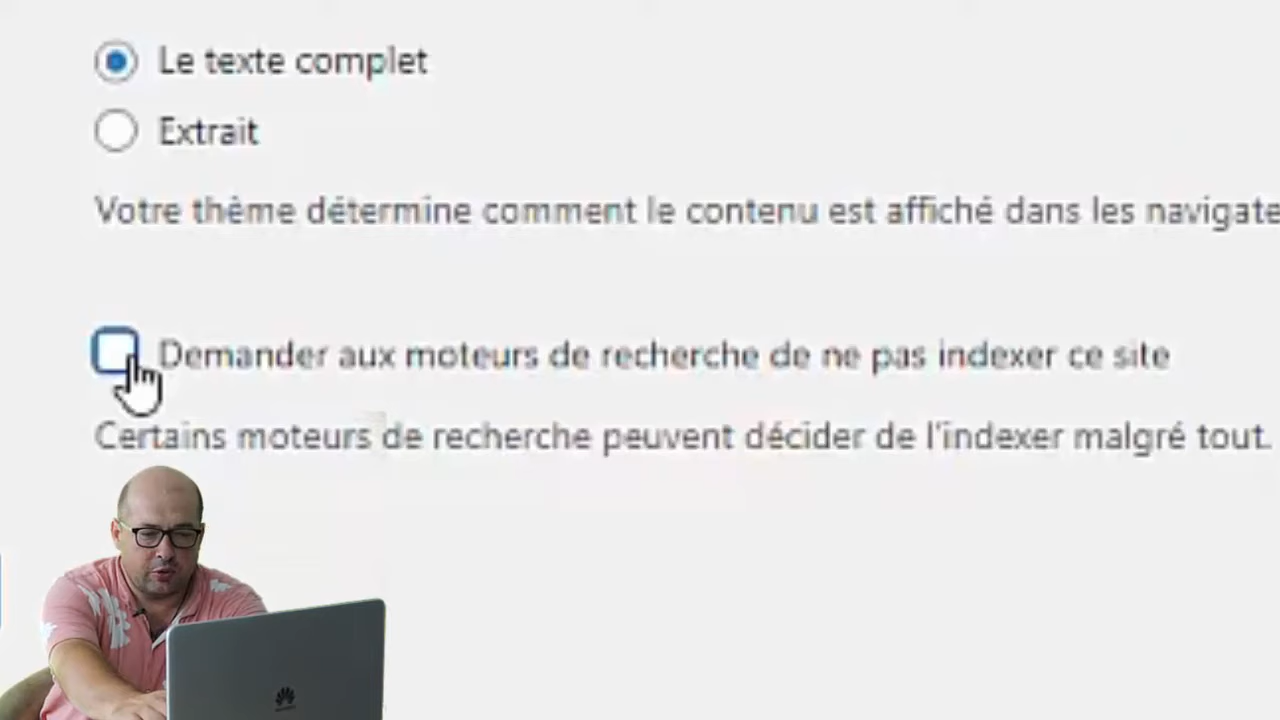 Le texte complet
Extrait
Votre thème détermine comment le contenu est affiché dans les navigate
Demander aux moteurs de recherche de ne pas indexer ce site
Certains moteurs de recherche peuvent décider de l'indexer malgré tout.